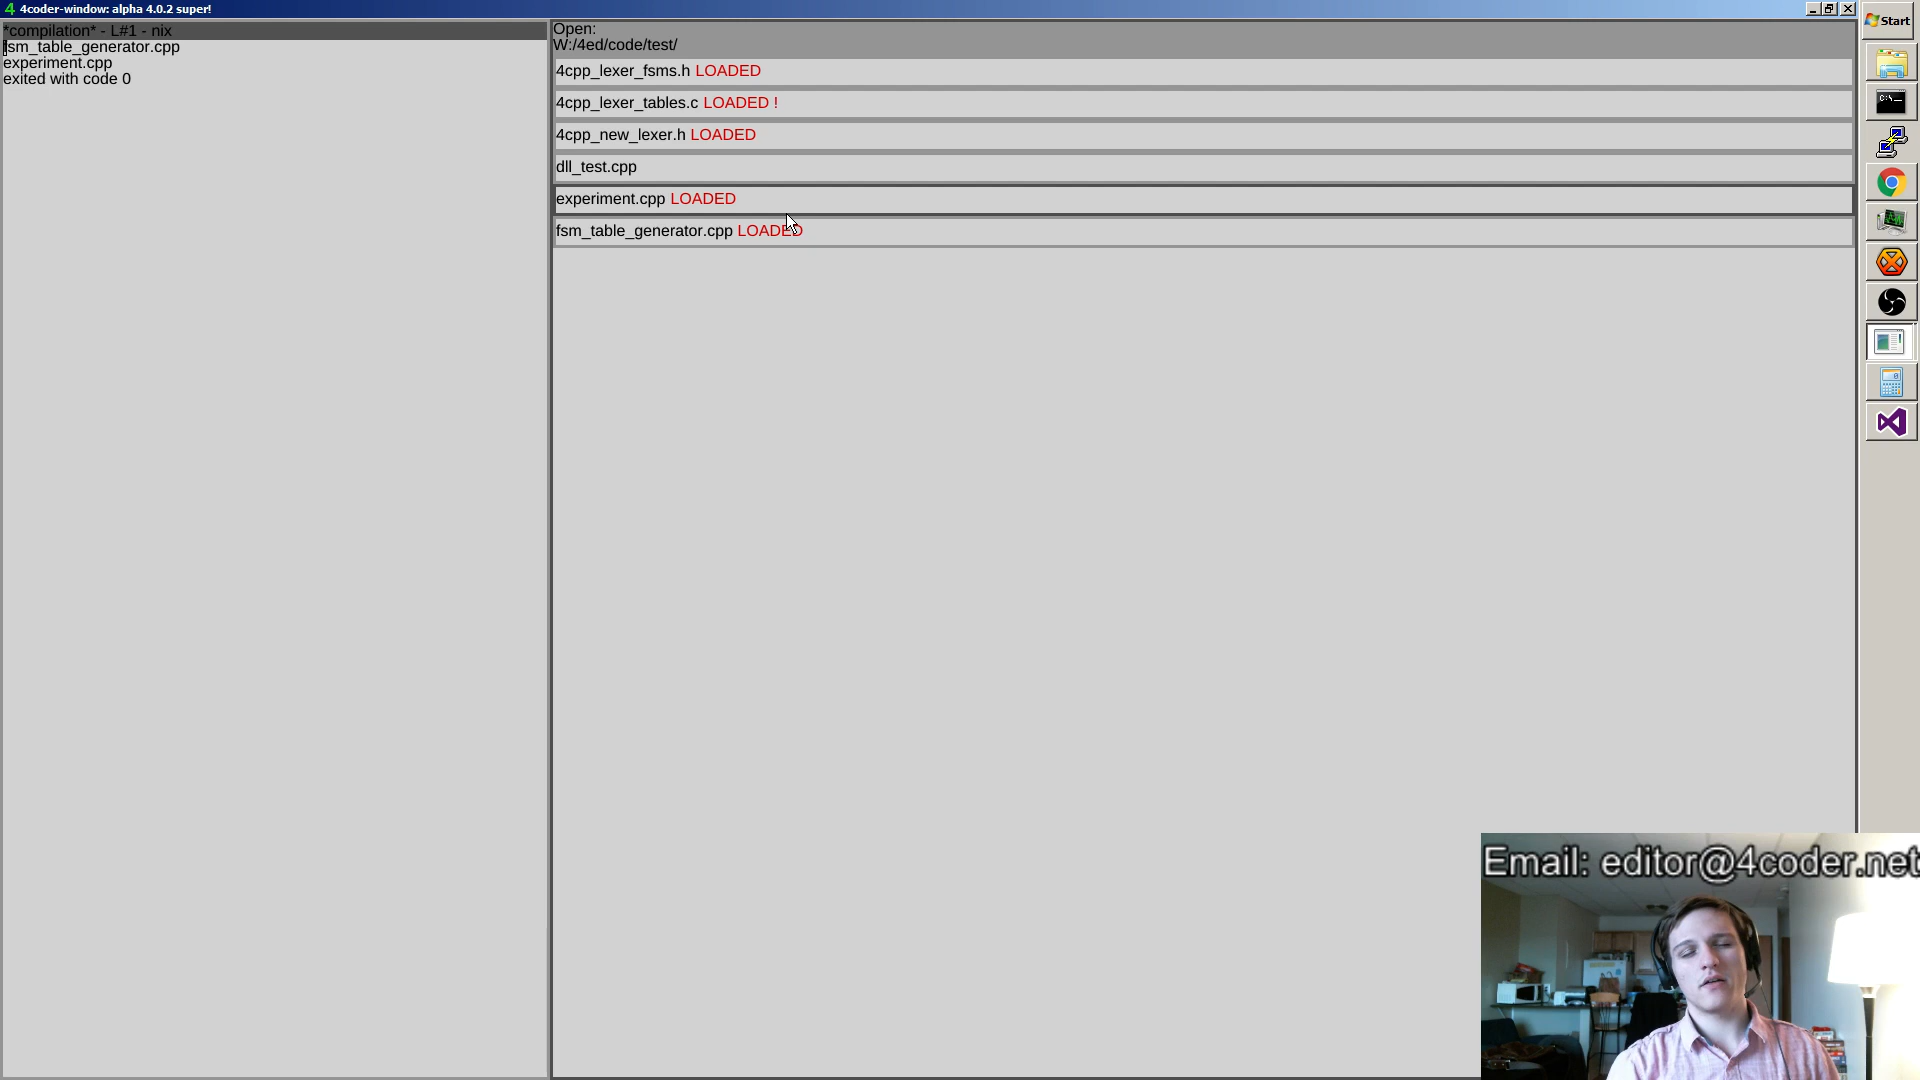 4 4coder-window: alpha 4.0.2 super!
*compilation* - L#1 - nix
fsm_table_generator.cpp
experiment.cpp
exited with code 0
Open:
W:/4ed/code/test/
4cpp_lexer_fsms.h LOADED
4cpp_lexer_tables.c LOADED !
4cpp_new_lexer.h LOADED
dll_test.cpp
experiment.cpp LOADED
fsm_table_generator.cpp LOADED
Start
C:\_
Email: editor@4coder.net